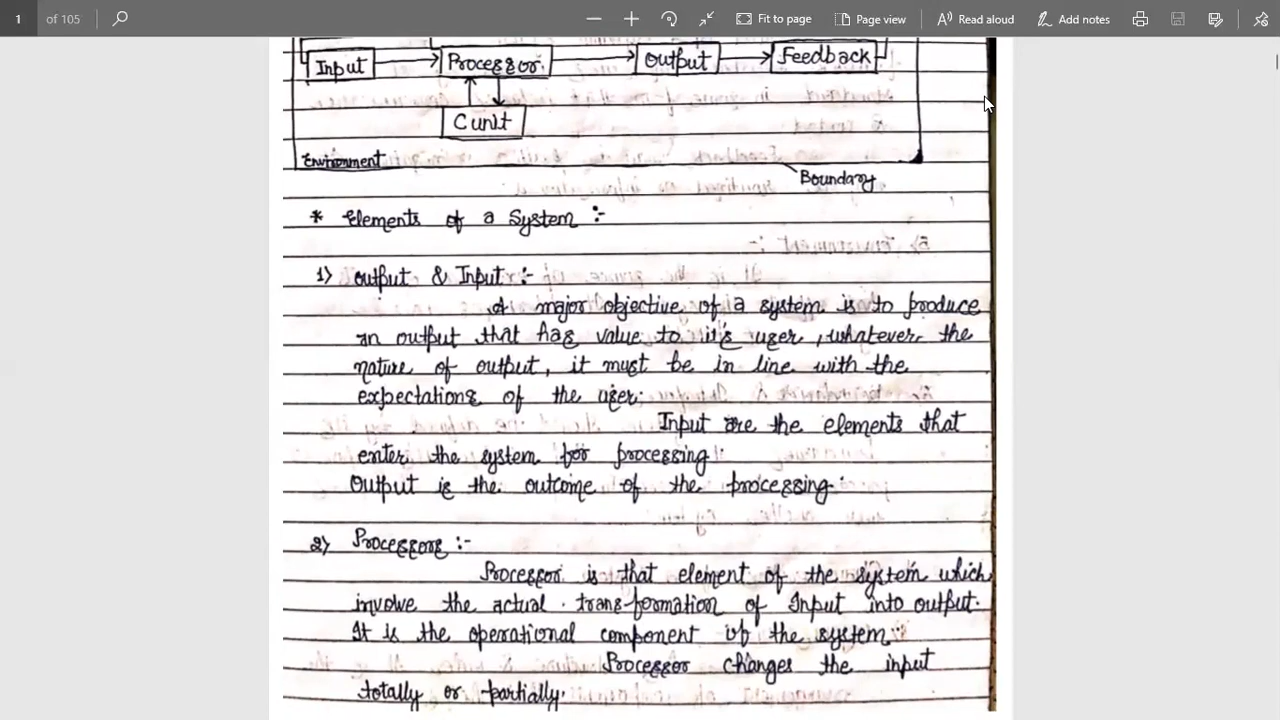 1 of 105 Fit to page Page view Read aloud Add notes
Input Processor. Output Feedback
C unit
Environment
Boundary
* Elements of a System :-
1) output & Input :-
A major objective of a system is to produce
an output that has value to it's user, whatever the
nature of output, it must be in line with the
expectations of the user.
Input are the elements that
enter the system for processing
Output is the outcome of the processing.
2) Processors :-
Processor is that element of the system which
involve the actual transformation of Input into output.
It is the operational component of the system
Processor changes the input
totally or partially.